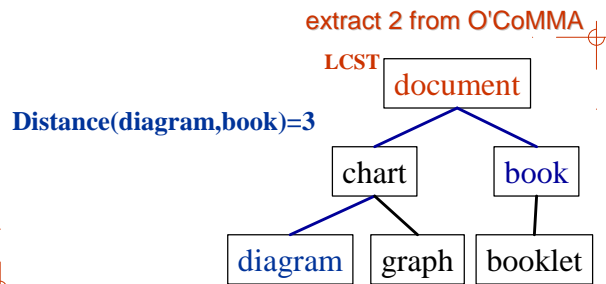 extract 2 from O'CoMMA
LCST
document
Distance(diagram,book)=3
chart
book
diagram
graph
booklet